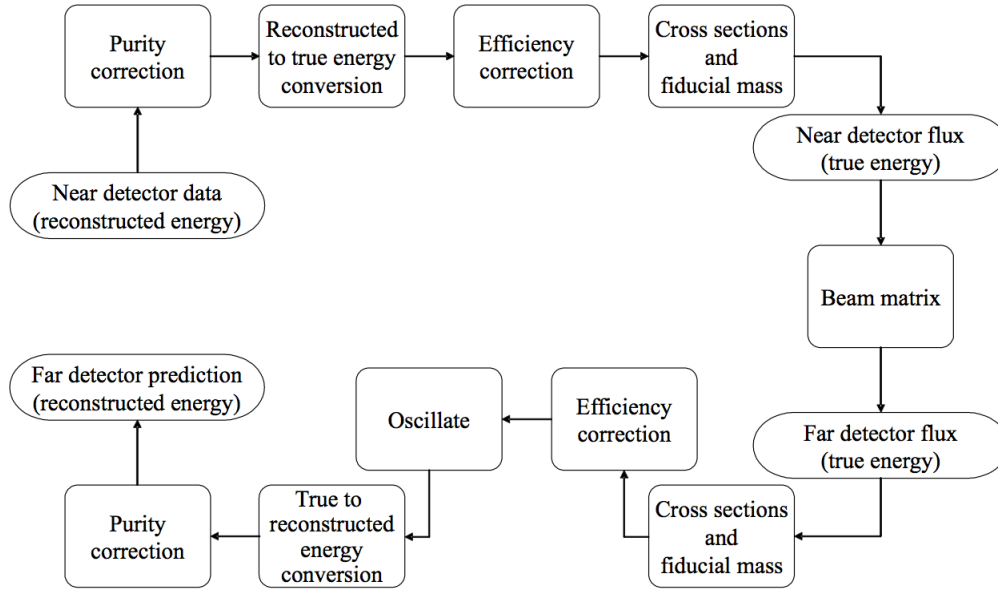 Purity
correction
Reconstructed
to true energy
conversion
Efficiency
correction
Cross sections
and
fiducial mass
Near detector flux
(true energy)
Near detector data
(reconstructed energy)
Beam matrix
Far detector prediction
(reconstructed energy)
Oscillate
Efficiency
correction
Far detector flux
(true energy)
Purity
correction
True to
reconstructed
energy
conversion
Cross sections
and
fiducial mass